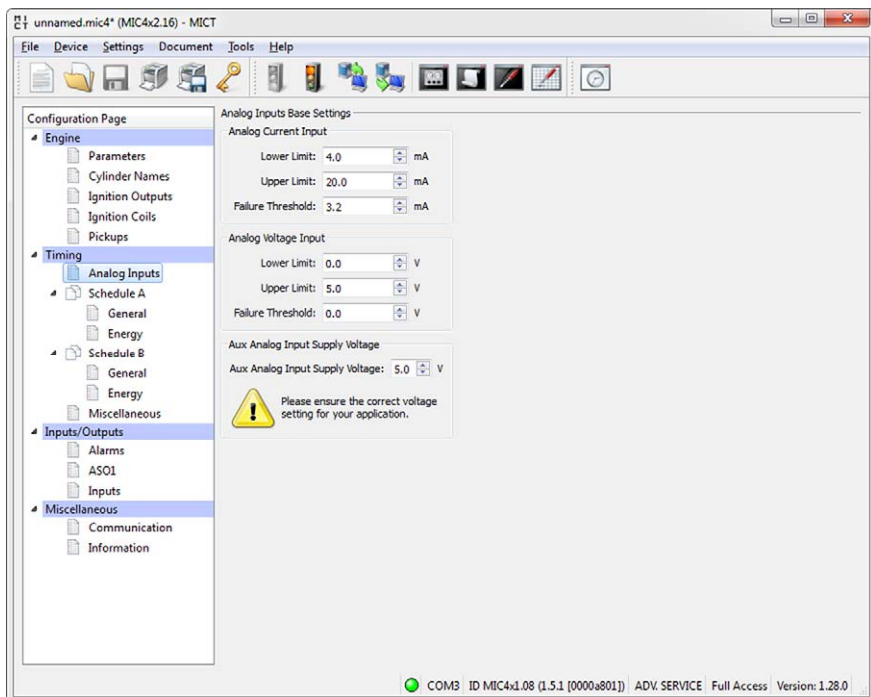 unnamed.mic4* (MIC4x2.16) - MICT
File Device Settings Document Tools Help
Configuration Page
Engine
Parameters
Cylinder Names
Ignition Outputs
Ignition Coils
Pickups
Timing
Analog Inputs
Schedule A
General
Energy
Schedule B
General
Energy
Miscellaneous
Inputs/Outputs
Alarms
ASO1
Inputs
Miscellaneous
Communication
Information
Analog Inputs Base Settings
Analog Current Input
Lower Limit: 4.0 mA
Upper Limit: 20.0 mA
Failure Threshold: 3.2 mA
Analog Voltage Input
Lower Limit: 0.0 V
Upper Limit: 5.0 V
Failure Threshold: 0.0 V
Aux Analog Input Supply Voltage
Aux Analog Input Supply Voltage: 5.0 V
Please ensure the correct voltage
setting for your application.
COM3 ID MIC4x1.08 (1.5.1 [0000a801]) ADV. SERVICE Full Access Version: 1.28.0